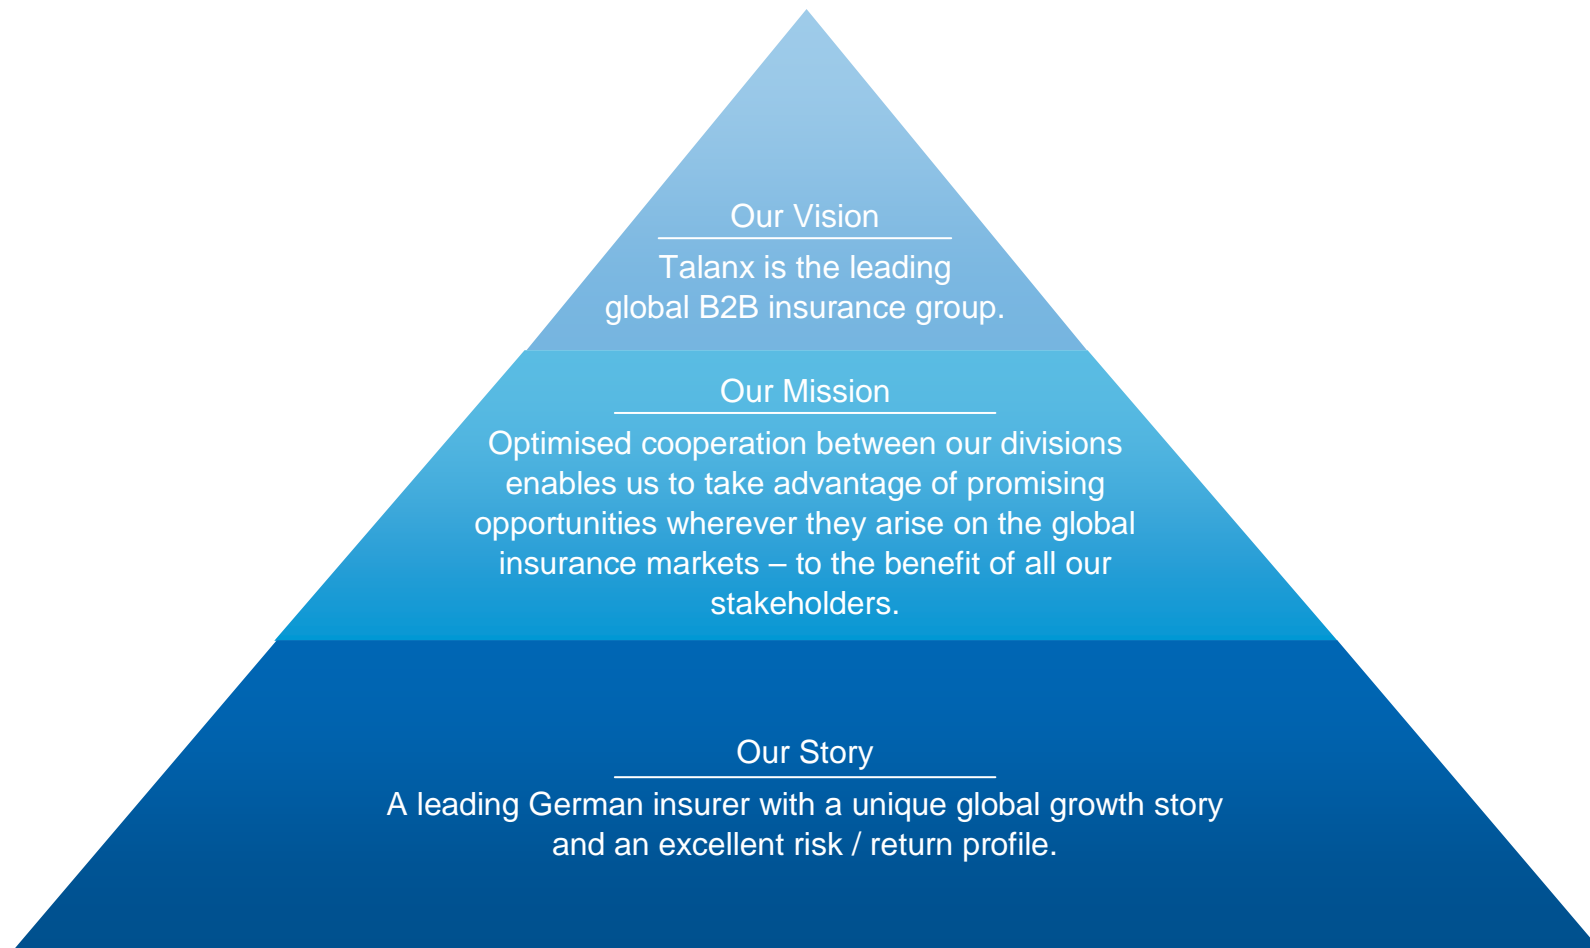 Our Vision
Talanx is the leading
global B2B insurance group.
Our Mission
Optimised cooperation between our divisions
enables us to take advantage of promising
opportunities wherever they arise on the global
insurance markets – to the benefit of all our
stakeholders.
Our Story
A leading German insurer with a unique global growth story
and an excellent risk / return profile.